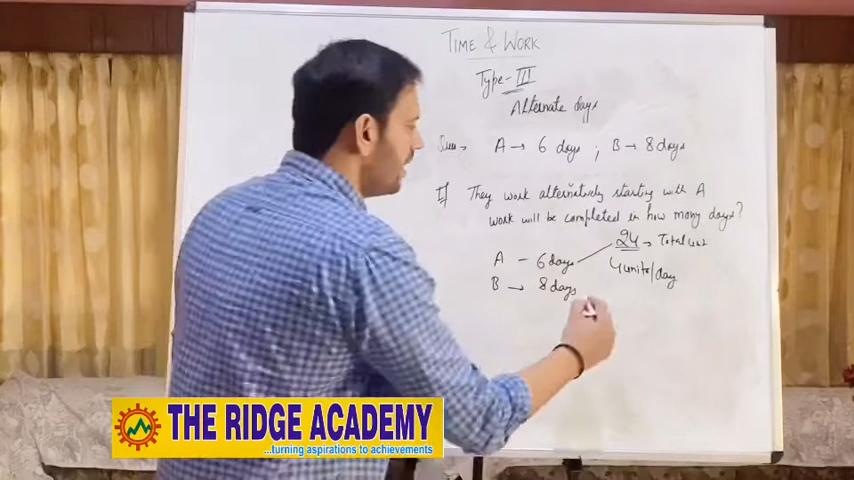 TIME & WORK
Type-III
Alternate days
Sum→ A→ 6 days ; B→ 8 days
If They work alternatively starting with A
work will be completed in how many days?
24 → Total unit
A - 6 days
4 units/day
B → 8 days
THE RIDGE ACADEMY
...turning aspirations to achievements